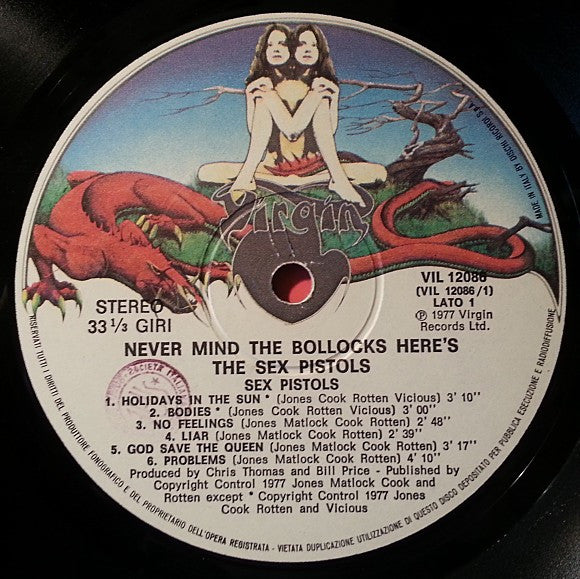 Virgin
VIL 12086
(VIL 12086/1)
LATO 1
℗ 1977 Virgin
Records Ltd.
STEREO
33 1/3 GIRI
NEVER MIND THE BOLLOCKS HERE'S
THE SEX PISTOLS
SEX PISTOLS
1. HOLIDAYS IN THE SUN * (Jones Cook Rotten Vicious) 3' 10"
2. BODIES * (Jones Cook Rotten Vicious) 3' 00"
3. NO FEELINGS (Jones Matlock Cook Rotten) 2' 48"
4. LIAR (Jones Matlock Cook Rotten) 2' 39"
5. GOD SAVE THE QUEEN (Jones Matlock Cook Rotten) 3' 17"
6. PROBLEMS (Jones Matlock Cook Rotten) 4' 10"
Produced by Chris Thomas and Bill Price - Published by
Copyright Control 1977 Jones Matlock Cook and
Rotten except * Copyright Control 1977 Jones
Cook Rotten and Vicious
RISERVATI TUTTI I DIRITTI DEL PRODUTTORE FONOGRAFICO E DEL PROPRIETARIO DELL'OPERA REGISTRATA - VIETATA DUPLICAZIONE UTILIZZAZIONE DI QUESTO DISCO DEPOSITATO PER PUBBLICA ESECUZIONE E RADIODIFFUSIONE
MADE IN ITALY BY DISCHI RICORDI S.p.A.
SOCIETÀ ITALIANA